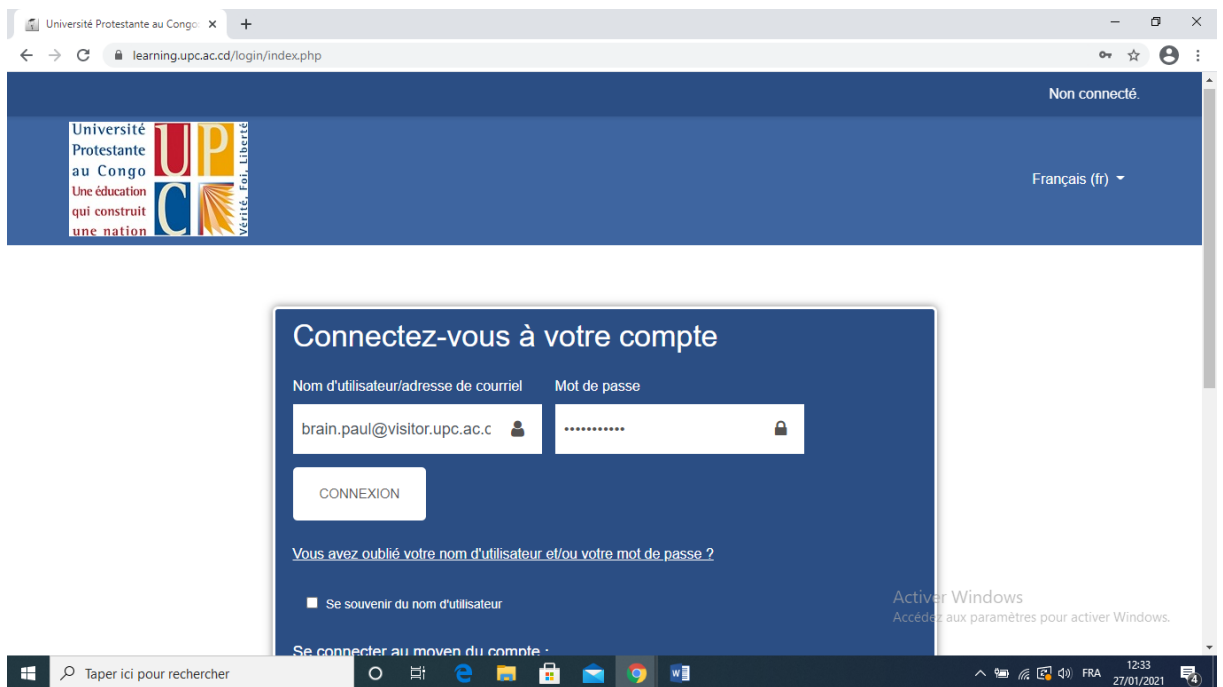 Université Protestante au Congo:
learning.upc.ac.cd/login/index.php
Non connecté.
Université
Protestante
au Congo
Une éducation
qui construit
une nation
UPC
Vérité, Foi, Liberté
Français (fr)
Connectez-vous à votre compte
Nom d'utilisateur/adresse de courriel
Mot de passe
brain.paul@visitor.upc.ac.c
•••••••••••
CONNEXION
Vous avez oublié votre nom d'utilisateur et/ou votre mot de passe ?
Se souvenir du nom d'utilisateur
Activer Windows
Accédez aux paramètres pour activer Windows.
Se connecter au moyen du compte :
Taper ici pour rechercher
FRA
12:33
27/01/2021
4